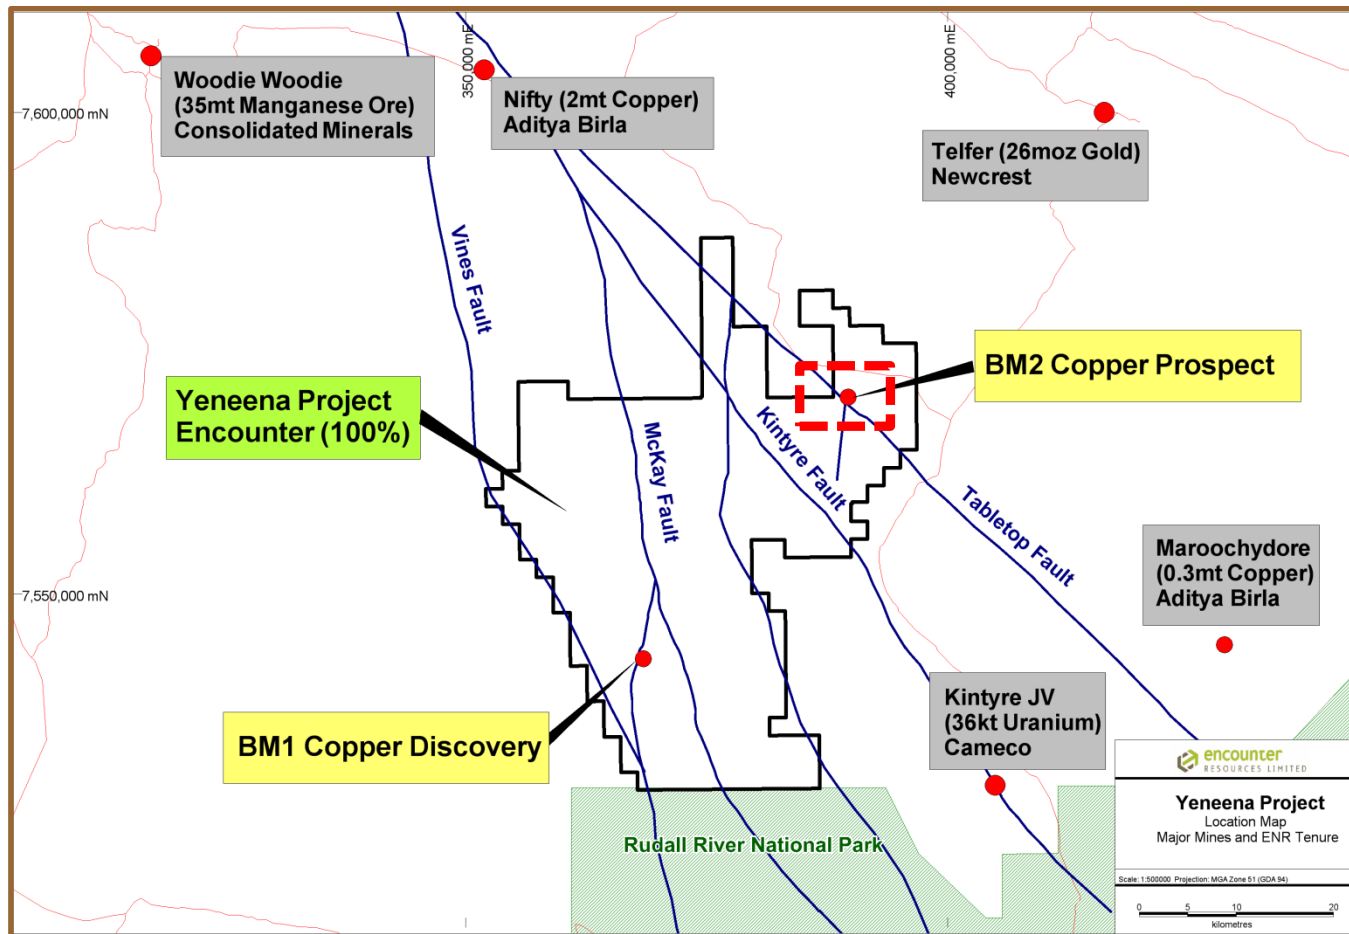 350,000 mE
400,000 mE
7,600,000 mN
7,550,000 mN
Woodie Woodie
(35mt Manganese Ore)
Consolidated Minerals
Nifty (2mt Copper)
Aditya Birla
Telfer (26moz Gold)
Newcrest
Vines Fault
BM2 Copper Prospect
Yeneena Project
Encounter (100%)
McKay Fault
Kintyre Fault
Tabletop Fault
Maroochydore
(0.3mt Copper)
Aditya Birla
BM1 Copper Discovery
Kintyre JV
(36kt Uranium)
Cameco
Rudall River National Park
encounter
RESOURCES LIMITED
Yeneena Project
Location Map
Major Mines and ENR Tenure
Scale: 1:500000 Projection: MGA Zone 51 (GDA 94)
0 5 10 20
kilometres